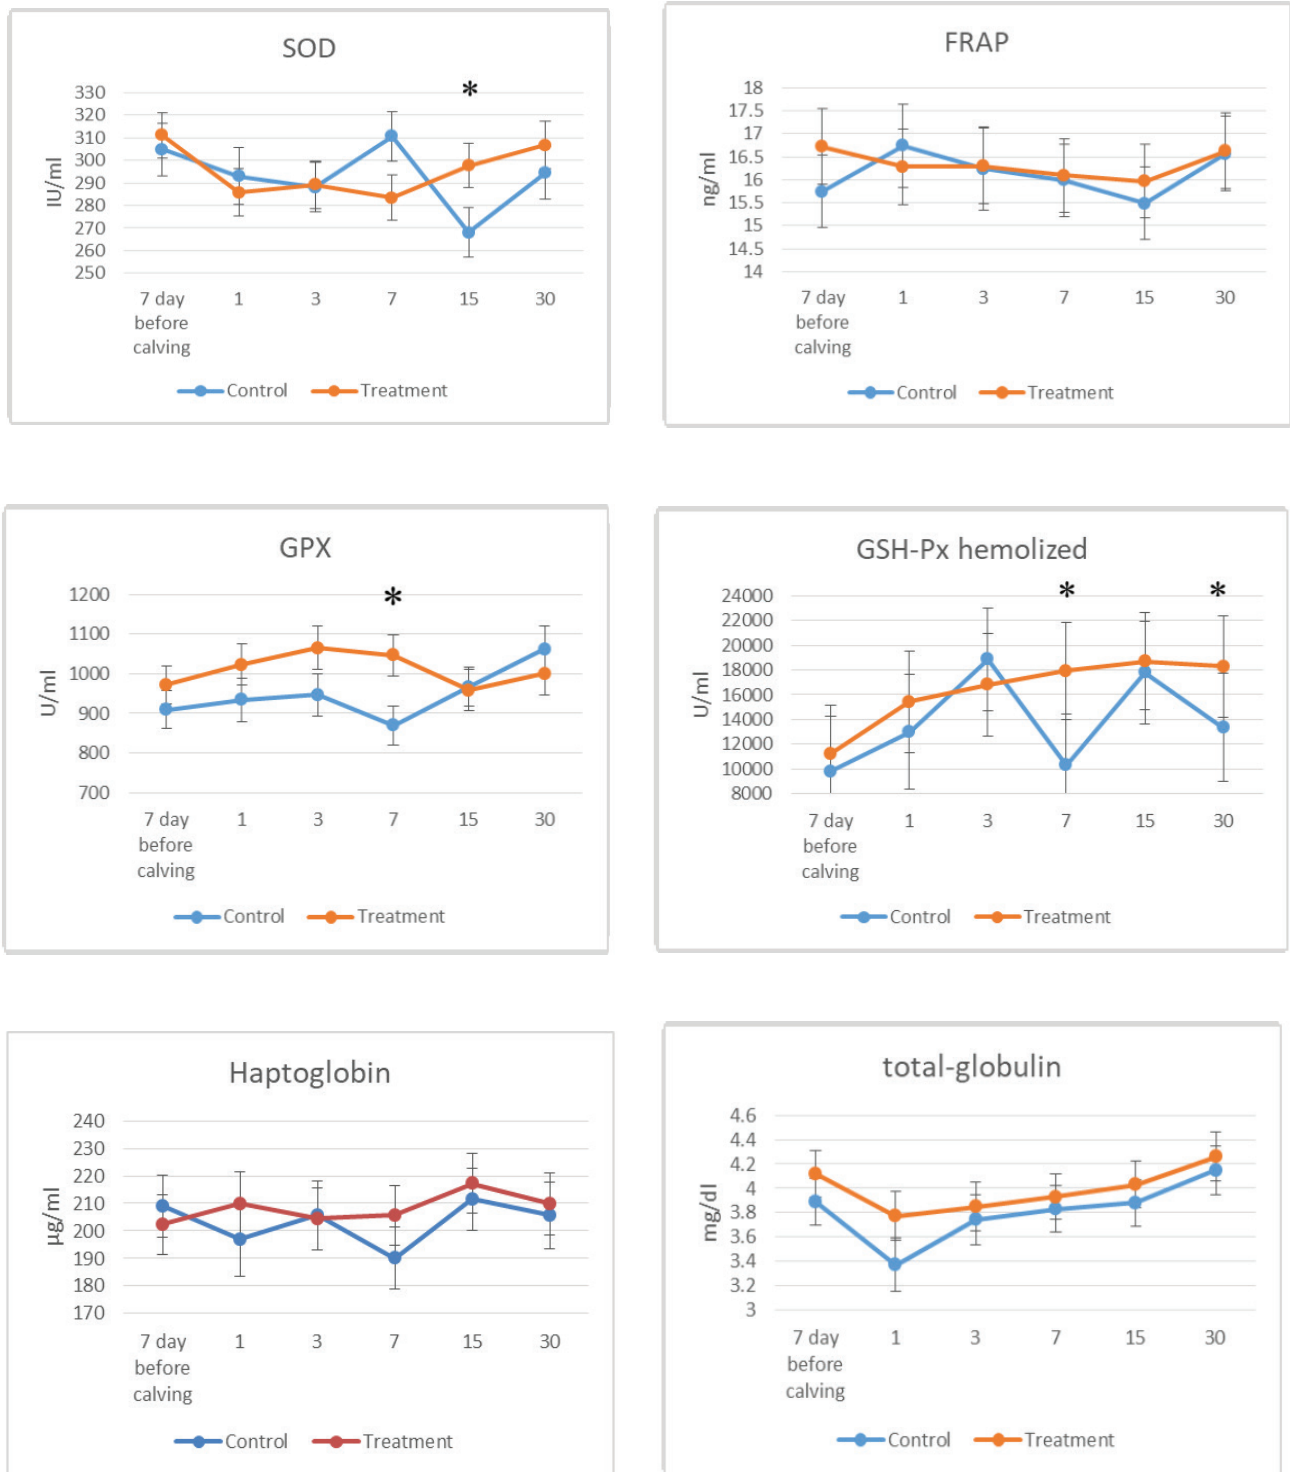 SOD
*
IU/ml
330
320
310
300
290
280
270
260
250
7 day
before
calving
1
3
7
15
30
Control
Treatment
FRAP
ng/ml
18
17.5
17
16.5
16
15.5
15
14.5
14
7 day
before
calving
1
3
7
15
30
Control
Treatment
GPX
*
U/ml
1200
1100
1000
900
800
700
7 day
before
calving
1
3
7
15
30
Control
Treatment
GSH-Px hemolized
*
*
U/ml
24000
22000
20000
18000
16000
14000
12000
10000
8000
7 day
before
calving
1
3
7
15
30
Control
Treatment
Haptoglobin
µg/ml
240
230
220
210
200
190
180
170
7 day
before
calving
1
3
7
15
30
Control
Treatment
total-globulin
mg/dl
4.6
4.4
4.2
4
3.8
3.6
3.4
3.2
3
7 day
before
calving
1
3
7
15
30
Control
Treatment